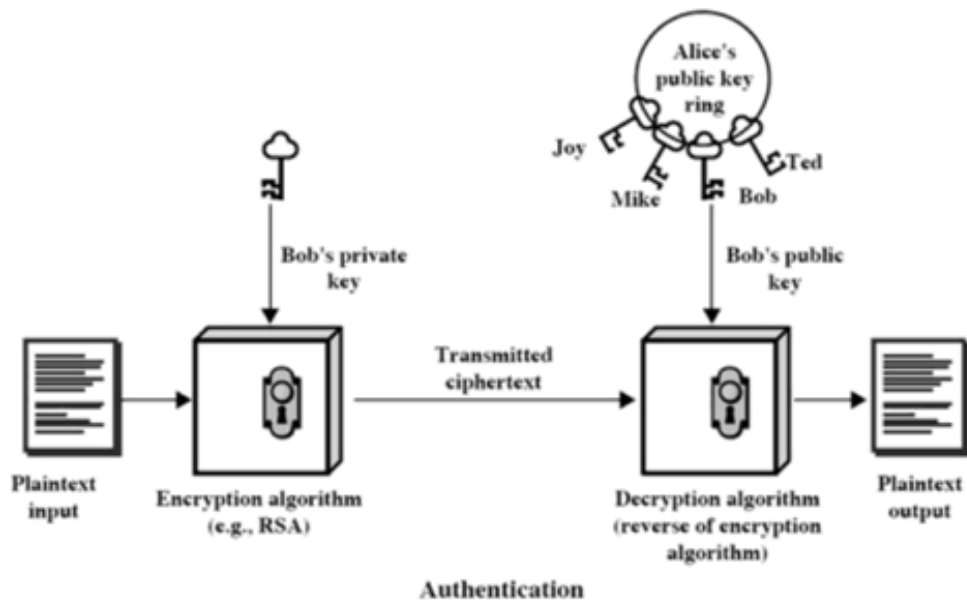 Alice's
public key
ring
Joy
Ted
Mike
Bob
Bob's private
key
Bob's public
key
Transmitted
ciphertext
Plaintext
input
Encryption algorithm
(e.g., RSA)
Decryption algorithm
(reverse of encryption
algorithm)
Plaintext
output
Authentication